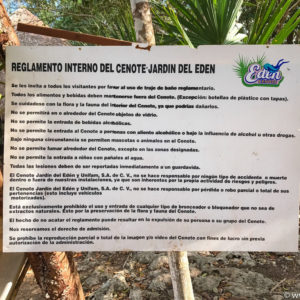 Eden
REGLAMENTO INTERNO DEL CENOTE-JARDIN DEL EDEN
Se les invita a todos los visitantes por favor al uso de traje de baño reglamentario.
Todos los alimentos y bebidas deben mantenerse fuera del Cenote. (Excepción: botellas de plástico con tapas).
Se cuidadoso con la flora y la fauna del interior del Cenote, ya que podrías dañarlos.
No se permitirá en o alrededor del Cenote objetos de vidrio.
No se permite la entrada de bebidas alcohólicas.
No se permite la entrada al Cenote a personas con aliento alcohólico o bajo la influencia de alcohol u otras drogas.
Bajo ninguna circunstancia se permiten mascotas o animales en el Cenote.
No se permite fumar alrededor del Cenote, excepto en las zonas designadas.
No se permite la entrada a niños con pañales al agua.
Todas las lesiones deben de ser reportadas inmediatamente a un guardavida.
El Cenote Jardín del Edén y Unifam, S.A. de C. V., no se hace responsable por ningún tipo de accidente o muerte
dentro o fuera de nuestras instalaciones, ya que son inherentes por la propia actividad de riesgos y peligros.
El Cenote Jardín del Edén y Unifam, S.A. de C. V., no se hace responsable por pérdida o robo parcial o total de sus
pertenencias (esto incluye vehículos
motorizados).
Está exclusivamente prohibido el uso y entrada de cualquier tipo de bronceador o bloqueador que no sea de
extractos naturales. Esto por la preservación de la flora y fauna del Cenote.
El hecho de no acatar el reglamento puede resultar en la expulsión de su persona o su grupo del Cenote.
Nos reservamos el derecho de admisión.
Se prohíbe la reproducción parcial o total de la imagen y/o video del Cenote con fines de lucro sin previa
autorización de la administración.